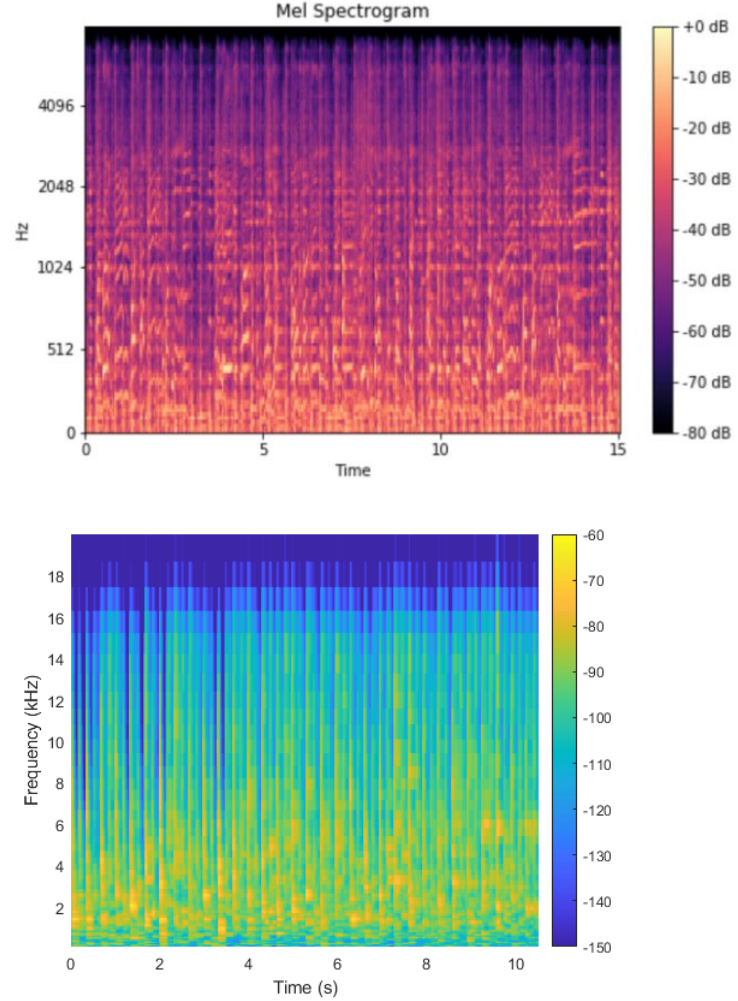 Mel Spectrogram
+0 dB
4096
-10 dB
-20 dB
2048
-30 dB
Hz
1024
-40 dB
-50 dB
512
-60 dB
-70 dB
0
-80 dB
0 5 10 15
Time
-60
18
-70
16
-80
14
-90
12
Frequency (kHz)
-100
10
-110
8
-120
6
-130
4
-140
2
-150
0 2 4 6 8 10
Time (s)